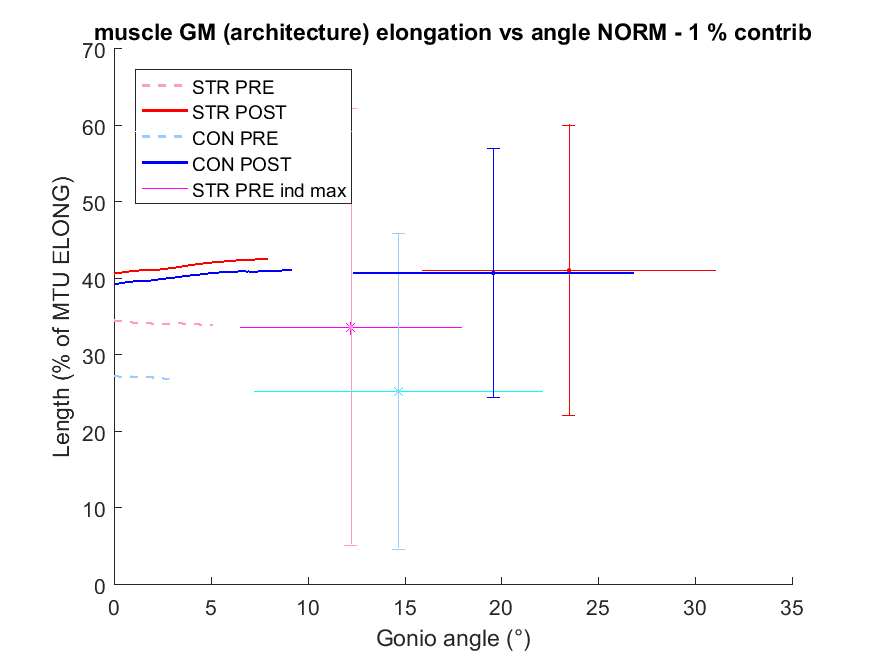 muscle GM (architecture) elongation vs angle NORM - 1 % contrib
70
60
50
40
30
20
10
0
Length (% of MTU ELONG)
STR PRE
STR POST
CON PRE
CON POST
STR PRE ind max
0 5 10 15 20 25 30 35
Gonio angle (°)